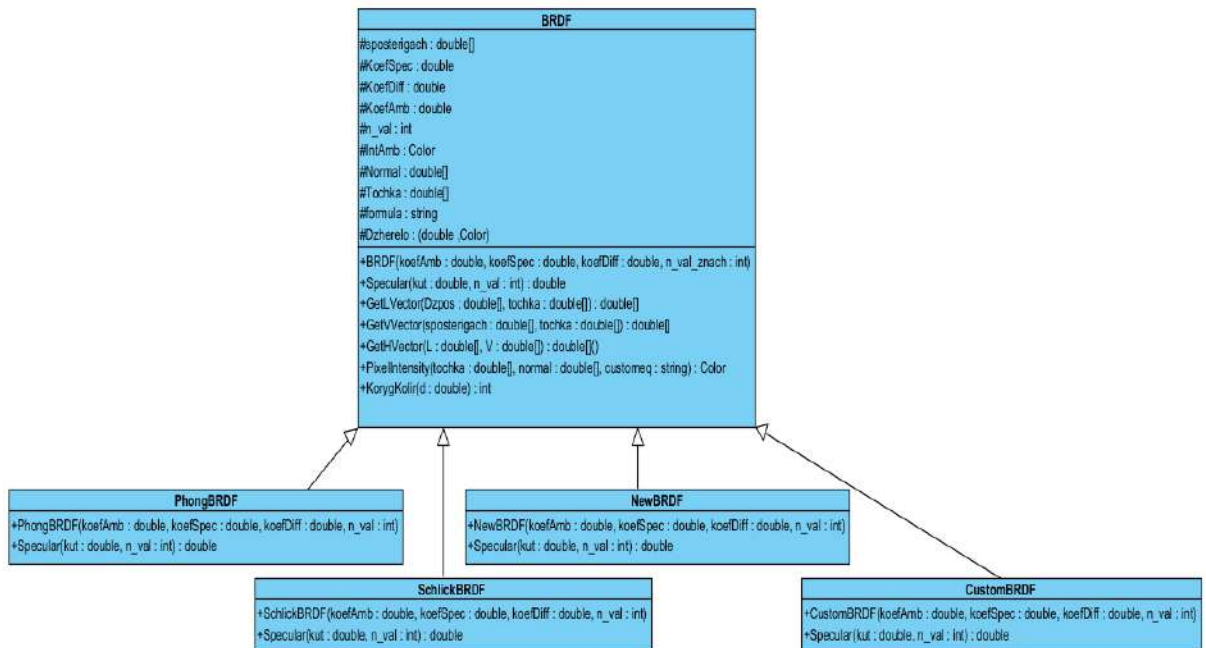 BRDF
#sposterigach : double[]
#KoefSpec : double
#KoefDiff : double
#KoefAmb : double
#n_val : int
#IntAmb : Color
#Normal : double[]
#Tochka : double[]
#formula : string
#Dzherelo : (double ,Color)
+BRDF(koefAmb : double, koefSpec : double, koefDiff : double, n_val_znach : int)
+Specular(kut : double, n_val : int) : double
+GetLVector(Dzpos : double[], tochka : double[]) : double[]
+GetVVector(sposterigach : double[], tochka : double[]) : double[]
+GetHVector(L : double[], V : double[]) : double[]()
+PixelIntensity(tochka : double[], normal : double[], customeq : string) : Color
+KorygKolir(d : double) : int
PhongBRDF
+PhongBRDF(koefAmb : double, koefSpec : double, koefDiff : double, n_val : int)
+Specular(kut : double, n_val : int) : double
NewBRDF
+NewBRDF(koefAmb : double, koefSpec : double, koefDiff : double, n_val : int)
+Specular(kut : double, n_val : int) : double
SchlickBRDF
+SchlickBRDF(koefAmb : double, koefSpec : double, koefDiff : double, n_val : int)
+Specular(kut : double, n_val : int) : double
CustomBRDF
+CustomBRDF(koefAmb : double, koefSpec : double, koefDiff : double, n_val : int)
+Specular(kut : double, n_val : int) : double